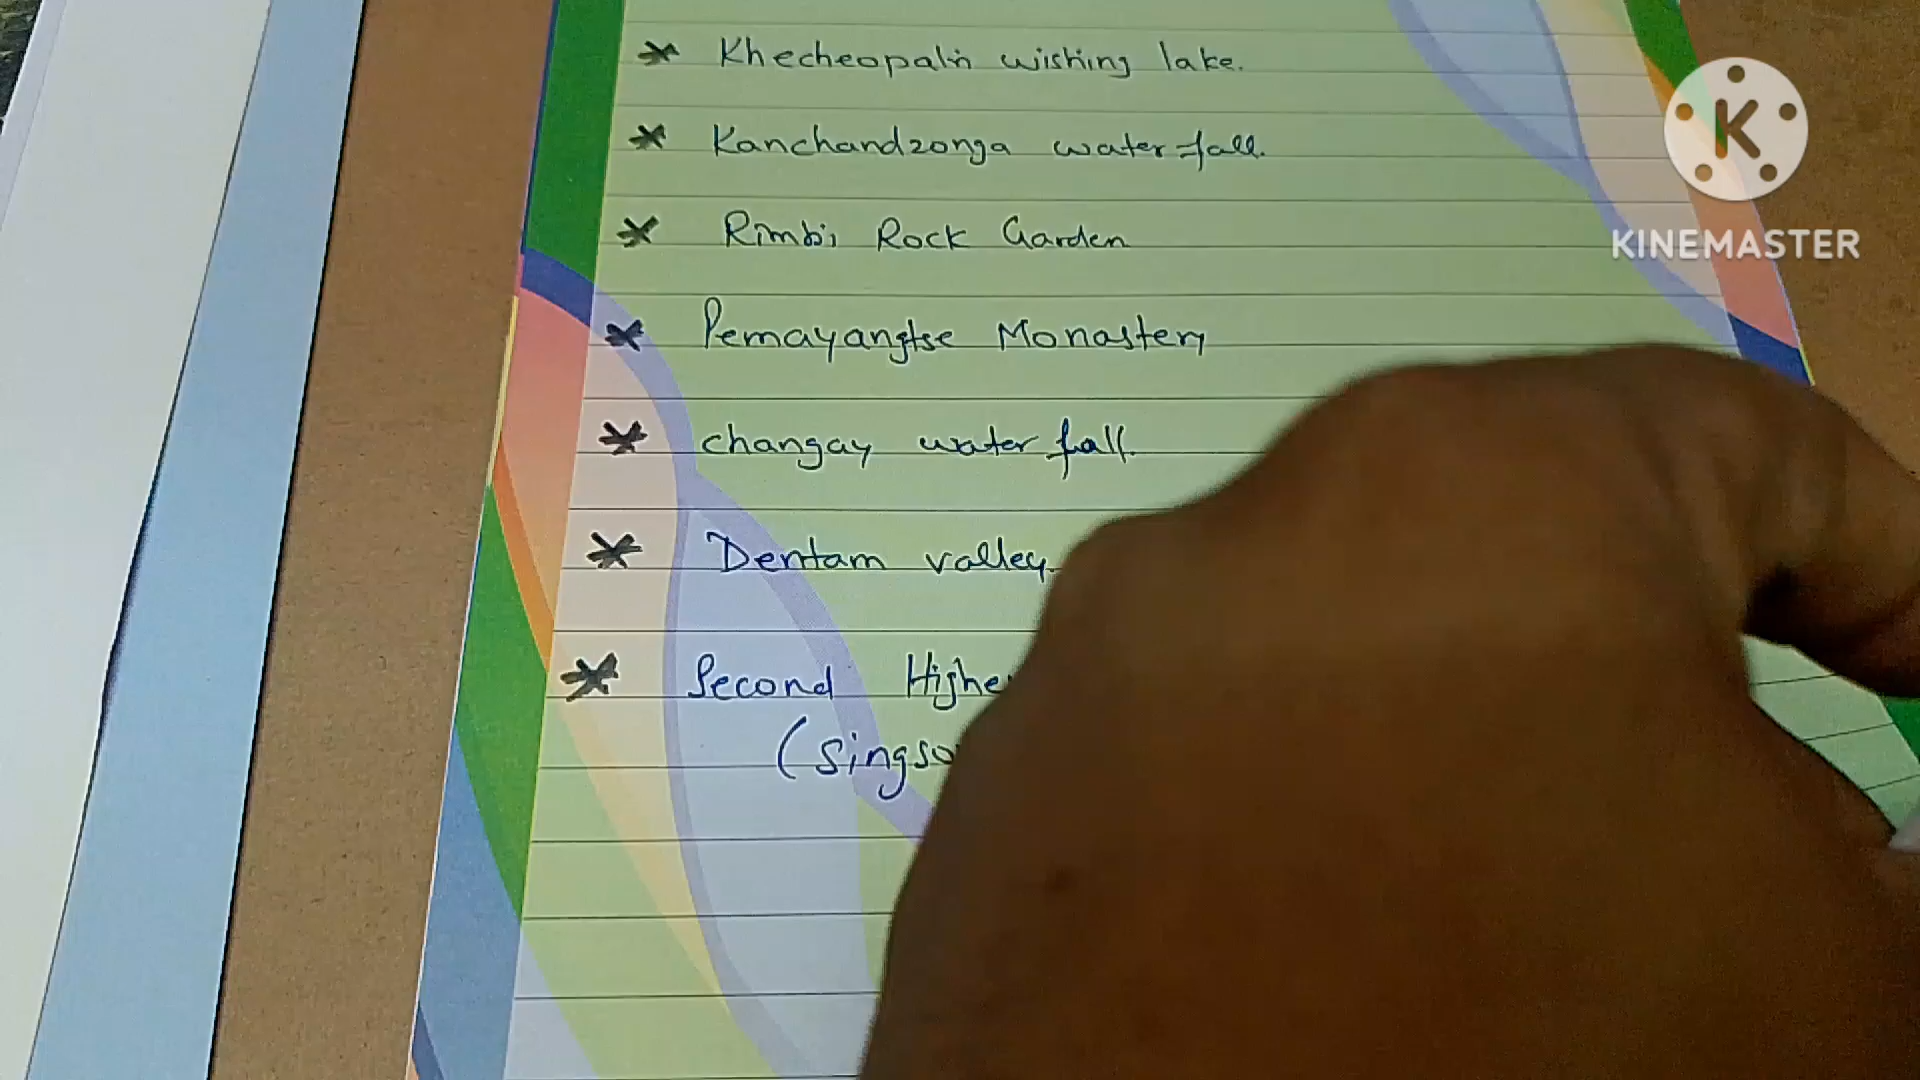 * Khecheopalri wishing lake.
* Kanchandzonga water fall.
* Rimbi Rock Garden
* Pemayangtse Monastery
* changay water fall.
* Dentam valley.
* Second Highe
(singso
K
KINEMASTER